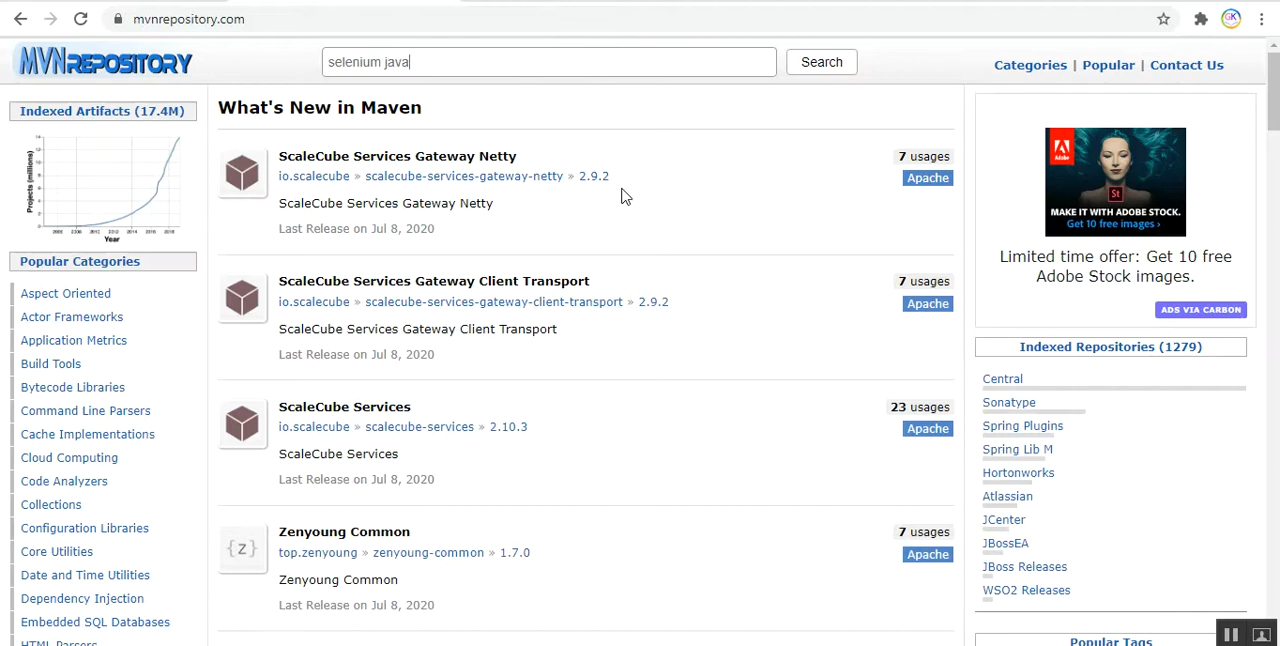 mvnrepository.com
GK
MVNREPOSITORY
selenium java
Search
Categories | Popular | Contact Us
Indexed Artifacts (17.4M)
Projects (millions)
Year
Popular Categories
Aspect Oriented
Actor Frameworks
Application Metrics
Build Tools
Bytecode Libraries
Command Line Parsers
Cache Implementations
Cloud Computing
Code Analyzers
Collections
Configuration Libraries
Core Utilities
Date and Time Utilities
Dependency Injection
Embedded SQL Databases
HTML Parsers
What's New in Maven
ScaleCube Services Gateway Netty
7 usages
io.scalecube » scalecube-services-gateway-netty » 2.9.2
Apache
ScaleCube Services Gateway Netty
Last Release on Jul 8, 2020
ScaleCube Services Gateway Client Transport
7 usages
io.scalecube » scalecube-services-gateway-client-transport » 2.9.2
Apache
ScaleCube Services Gateway Client Transport
Last Release on Jul 8, 2020
ScaleCube Services
23 usages
io.scalecube » scalecube-services » 2.10.3
Apache
ScaleCube Services
Last Release on Jul 8, 2020
{z}
Zenyoung Common
7 usages
top.zenyoung » zenyoung-common » 1.7.0
Apache
Zenyoung Common
Last Release on Jul 8, 2020
St
MAKE IT WITH ADOBE STOCK.
Get 10 free images ›
Limited time offer: Get 10 free
Adobe Stock images.
ADS VIA CARBON
Indexed Repositories (1279)
Central
Sonatype
Spring Plugins
Spring Lib M
Hortonworks
Atlassian
JCenter
JBossEA
JBoss Releases
WSO2 Releases
Popular Tags